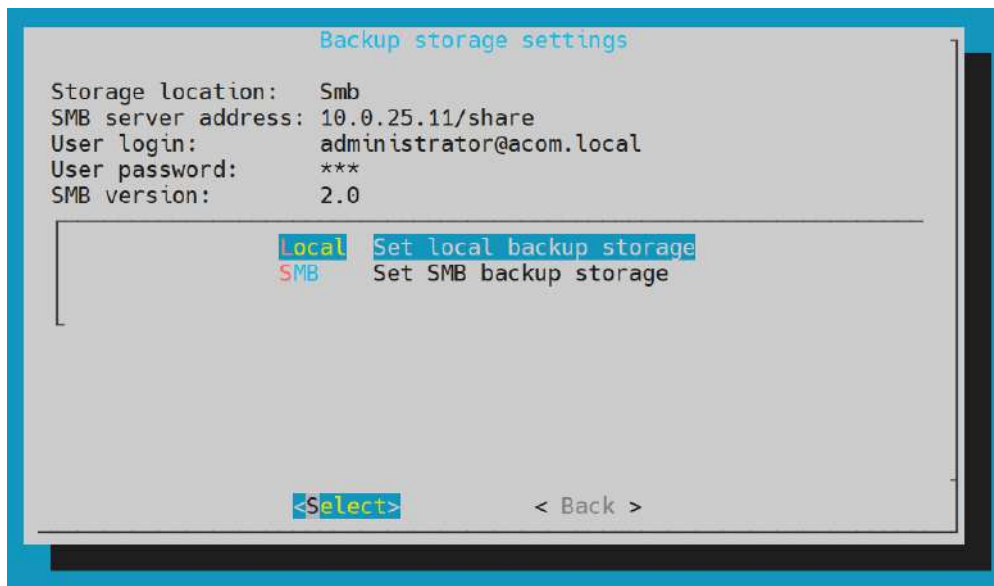 Backup storage settings
Storage location: Smb
SMB server address: 10.0.25.11/share
User login: administrator@acom.local
User password: ***
SMB version: 2.0
Local Set local backup storage
SMB Set SMB backup storage
<Select> < Back >